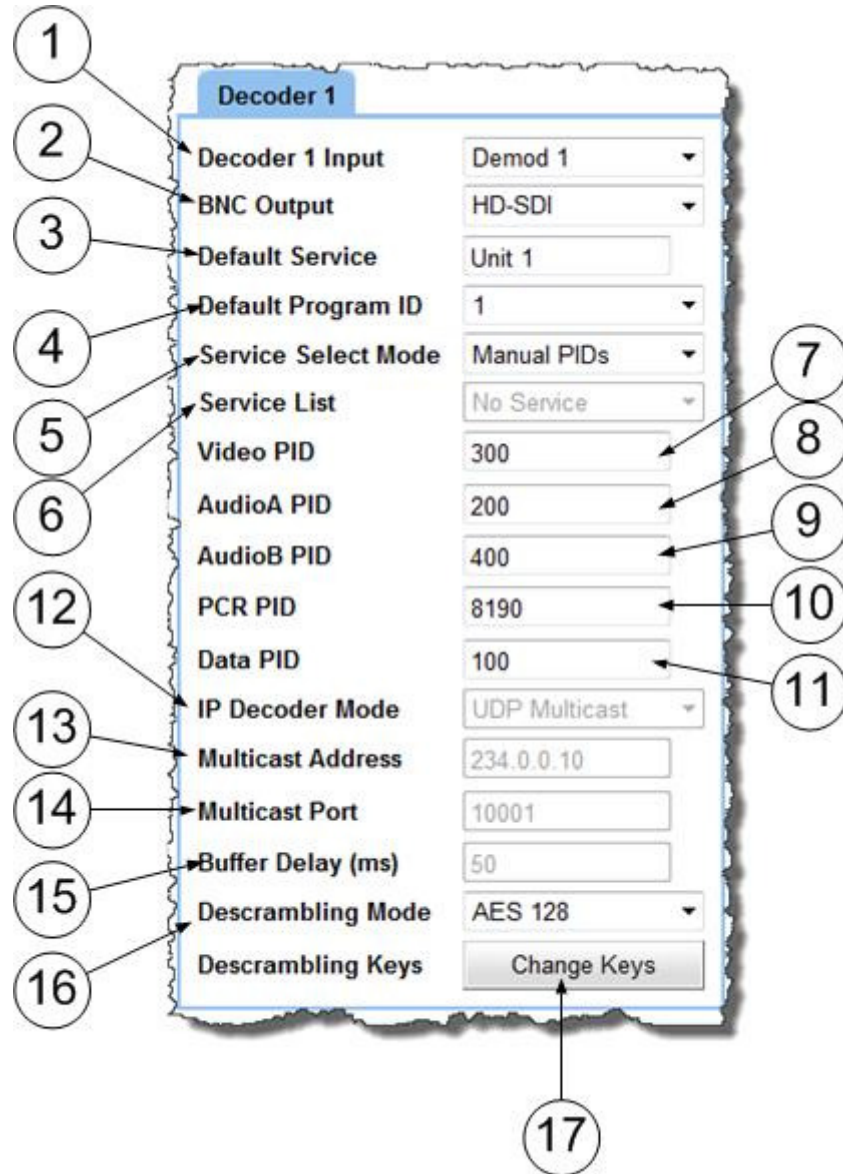 1
Decoder 1
2
Decoder 1 Input Demod 1
BNC Output HD-SDI
3
Default Service Unit 1
Default Program ID 1
4
Service Select Mode Manual PIDs
7
5
Service List No Service
8
Video PID 300
6
AudioA PID 200
9
AudioB PID 400
12
PCR PID 8190
10
Data PID 100
11
IP Decoder Mode UDP Multicast
13
Multicast Address 234.0.0.10
14
Multicast Port 10001
Buffer Delay (ms) 50
15
Descrambling Mode AES 128
Descrambling Keys Change Keys
16
17